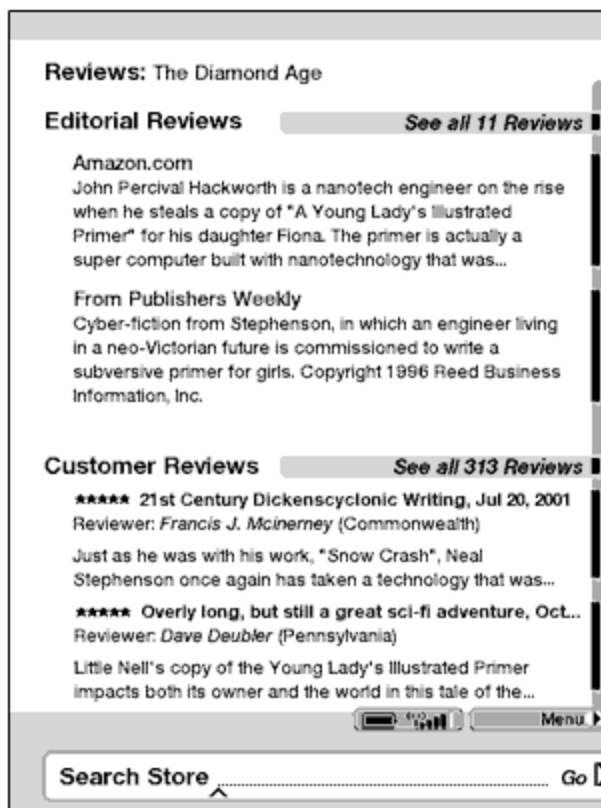 Reviews: The Diamond Age
Editorial Reviews
See all 11 Reviews
Amazon.com
John Percival Hackworth is a nanotech engineer on the rise
when he steals a copy of "A Young Lady's Illustrated
Primer" for his daughter Fiona. The primer is actually a
super computer built with nanotechnology that was...
From Publishers Weekly
Cyber-fiction from Stephenson, in which an engineer living
in a neo-Victorian future is commissioned to write a
subversive primer for girls. Copyright 1996 Reed Business
Information, Inc.
Customer Reviews
See all 313 Reviews
★★★★★ 21st Century Dickenscyclonic Writing, Jul 20, 2001
Reviewer: Francis J. Mcinerney (Commonwealth)
Just as he was with his work, "Snow Crash", Neal
Stephenson once again has taken a technology that was...
★★★★★ Overly long, but still a great sci-fi adventure, Oct...
Reviewer: Dave Deubler (Pennsylvania)
Little Nell's copy of the Young Lady's Illustrated Primer
impacts both its owner and the world in this tale of the...
Menu
Search Store
Go